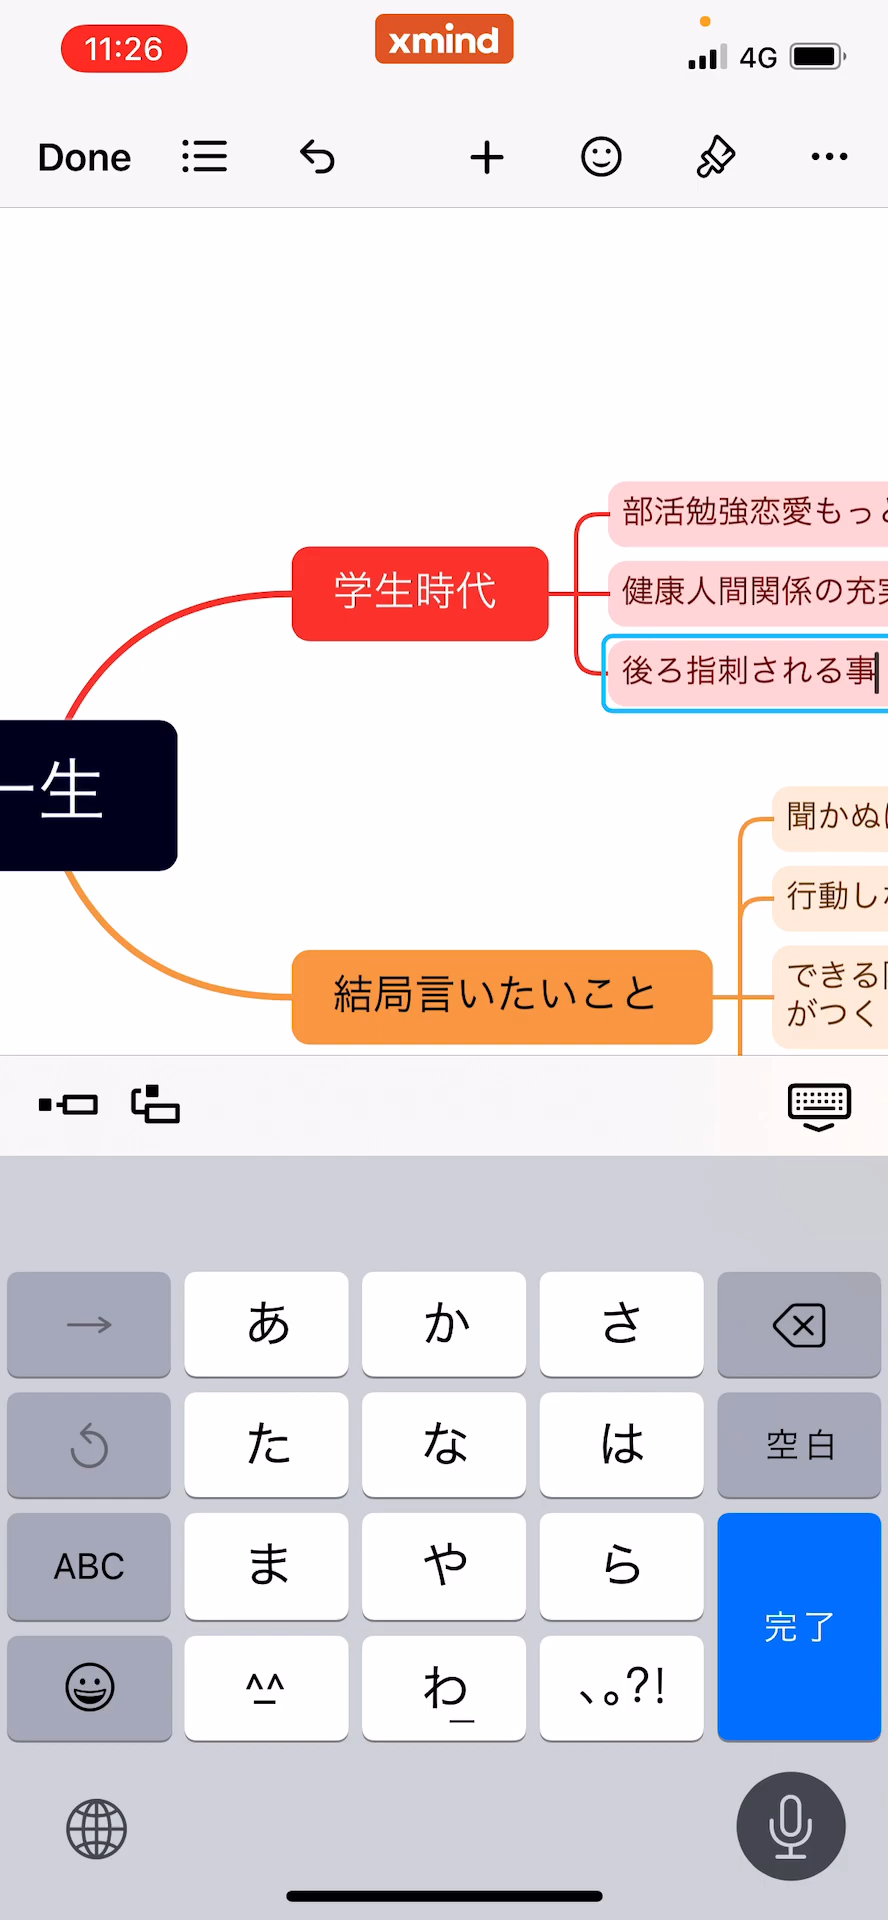 11:26
xmind
4G
Done
部活勉強恋愛もっと
学生時代
健康人間関係の充実
後ろ指刺される事
一生
聞かぬは
行動し
結局言いたいこと
できる
がつく
→
あ
か
さ
た
な
は
空白
ABC
ま
や
ら
完了
^_^
わ_
、。?!